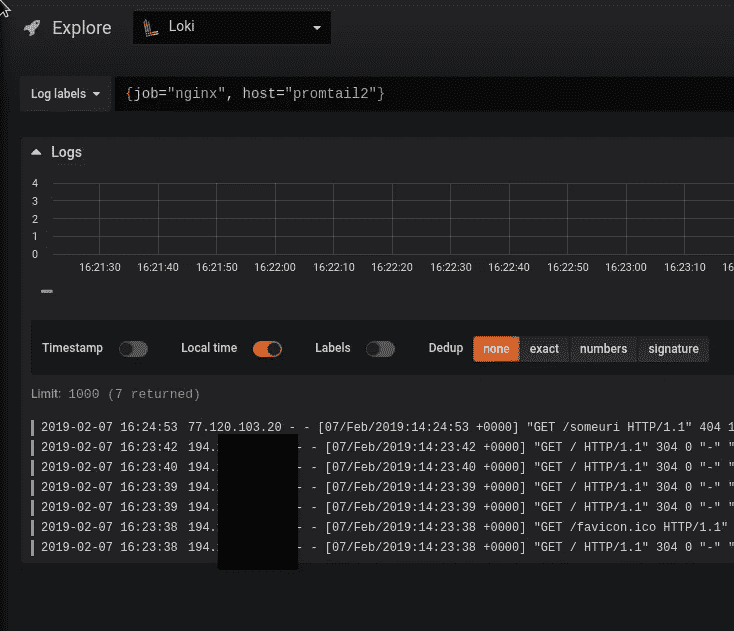 Explore Loki
Log labels {job="nginx", host="promtail2"}
Logs
4
3
2
1
0
16:21:30 16:21:40 16:21:50 16:22:00 16:22:10 16:22:20 16:22:30 16:22:40 16:22:50 16:23:00 16:23:10 16
Timestamp Local time Labels Dedup none exact numbers signature
Limit: 1000 (7 returned)
2019-02-07 16:24:53 77.120.103.20 - - [07/Feb/2019:14:24:53 +0000] "GET /someuri HTTP/1.1" 404 1
2019-02-07 16:23:42 194. - - [07/Feb/2019:14:23:42 +0000] "GET / HTTP/1.1" 304 0 "-" "
2019-02-07 16:23:40 194. - - [07/Feb/2019:14:23:40 +0000] "GET / HTTP/1.1" 304 0 "-" "
2019-02-07 16:23:39 194. - - [07/Feb/2019:14:23:39 +0000] "GET / HTTP/1.1" 304 0 "-" "
2019-02-07 16:23:39 194. - - [07/Feb/2019:14:23:39 +0000] "GET / HTTP/1.1" 304 0 "-" "
2019-02-07 16:23:38 194. - - [07/Feb/2019:14:23:38 +0000] "GET /favicon.ico HTTP/1.1"
2019-02-07 16:23:38 194. - - [07/Feb/2019:14:23:38 +0000] "GET / HTTP/1.1" 304 0 "-" "